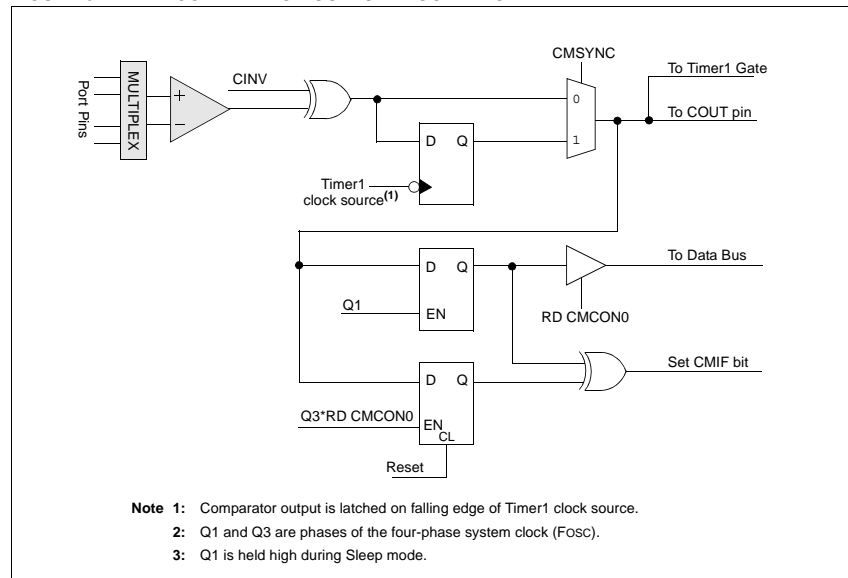 CMSYNC
To Timer1 Gate
MULTIPLEX
Port Pins
+
−
CINV
0
To COUT pin
D Q
1
Timer1
clock source(1)
D Q
To Data Bus
Q1
EN
RD CMCON0
D Q
Set CMIF bit
Q3*RD CMCON0
EN
CL
Reset
Note 1: Comparator output is latched on falling edge of Timer1 clock source.
2: Q1 and Q3 are phases of the four-phase system clock (FOSC).
3: Q1 is held high during Sleep mode.